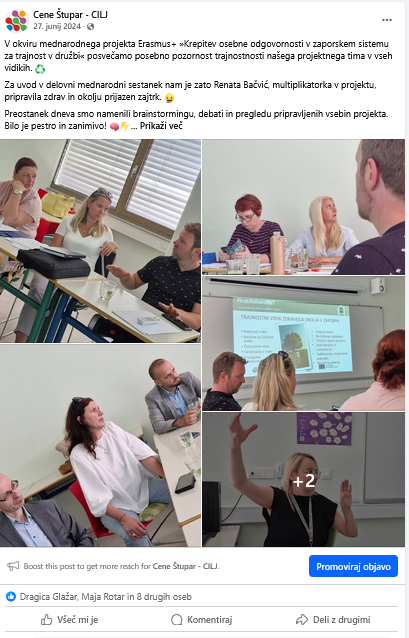 Cene Štupar - CILJ
27. junij 2024 ·
V okviru mednarodnega projekta Erasmus+ »Krepitev osebne odgovornosti v zaporskem sistemu
za trajnost v družbi« posvečamo posebno pozornost trajnostnosti našega projektnega tima v vseh
vidikih. ♻️
Za uvod v delovni mednarodni sestanek nam je zato Renata Bačvić, multiplikatorka v projektu,
pripravila zdrav in okolju prijazen zajtrk. 😜
Preostanek dneva smo namenili brainstormingu, debati in pregledu pripravljenih vsebin projekta.
Bilo je pestro in zanimivo! 🧠⚡... Prikaži več
TRAJNOSTNI VIDIK ZDRAVEGA OKOLJA V ZAPORIH
+2
Boost this post to get more reach for Cene Štupar - CILJ.
Promoviraj objavo
Dragica Glažar, Maja Rotar in 8 drugih oseb
Všeč mi je
Komentiraj
Deli z drugimi